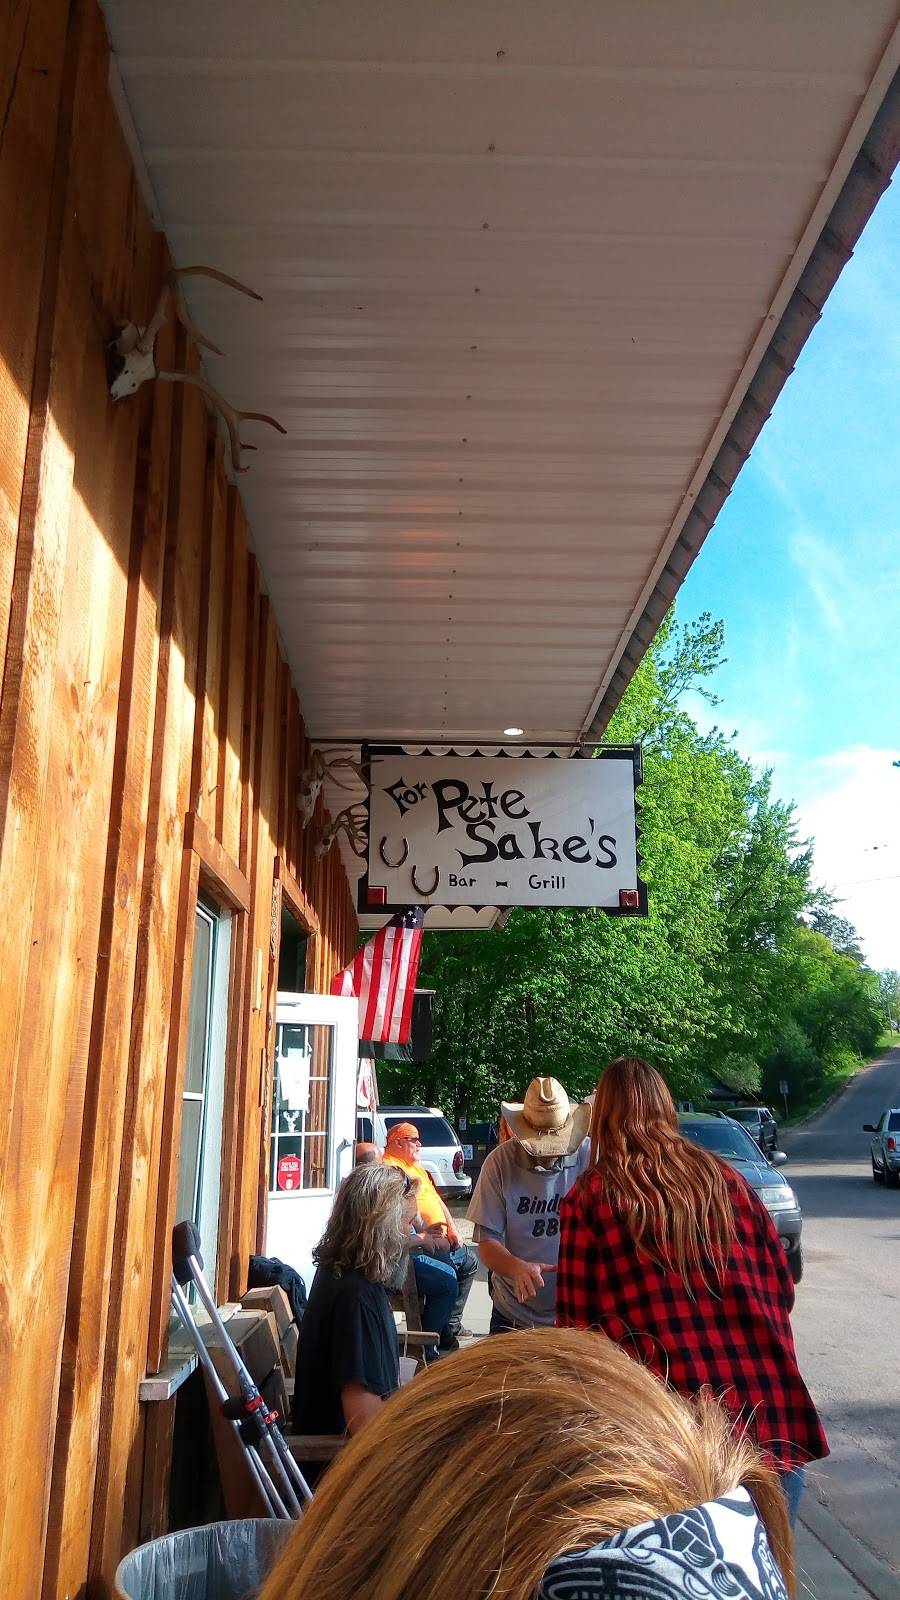 For Pete
Sake's
Bar - Grill